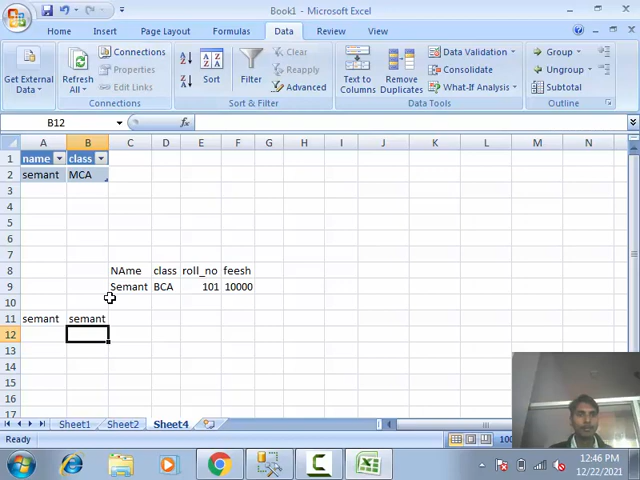 Book1 - Microsoft Excel
Home Insert Page Layout Formulas Data Review View
Get External Data
Refresh All
Connections
Properties
Edit Links
Connections
Sort
Filter
Clear
Reapply
Advanced
Sort & Filter
Text to Columns
Remove Duplicates
Data Validation
Consolidate
What-If Analysis
Data Tools
Group
Ungroup
Subtotal
Outline
B12 fx
A B C D E F G H I J K L M N
1 name class
2 semant MCA
3
4
5
6
7
8 NAme class roll_no feesh
9 Semant BCA 101 10000
10
11 semant semant
12
13
14
15
16
17
Sheet1 Sheet2 Sheet4
Ready 100
12:46 PM
12/22/2021